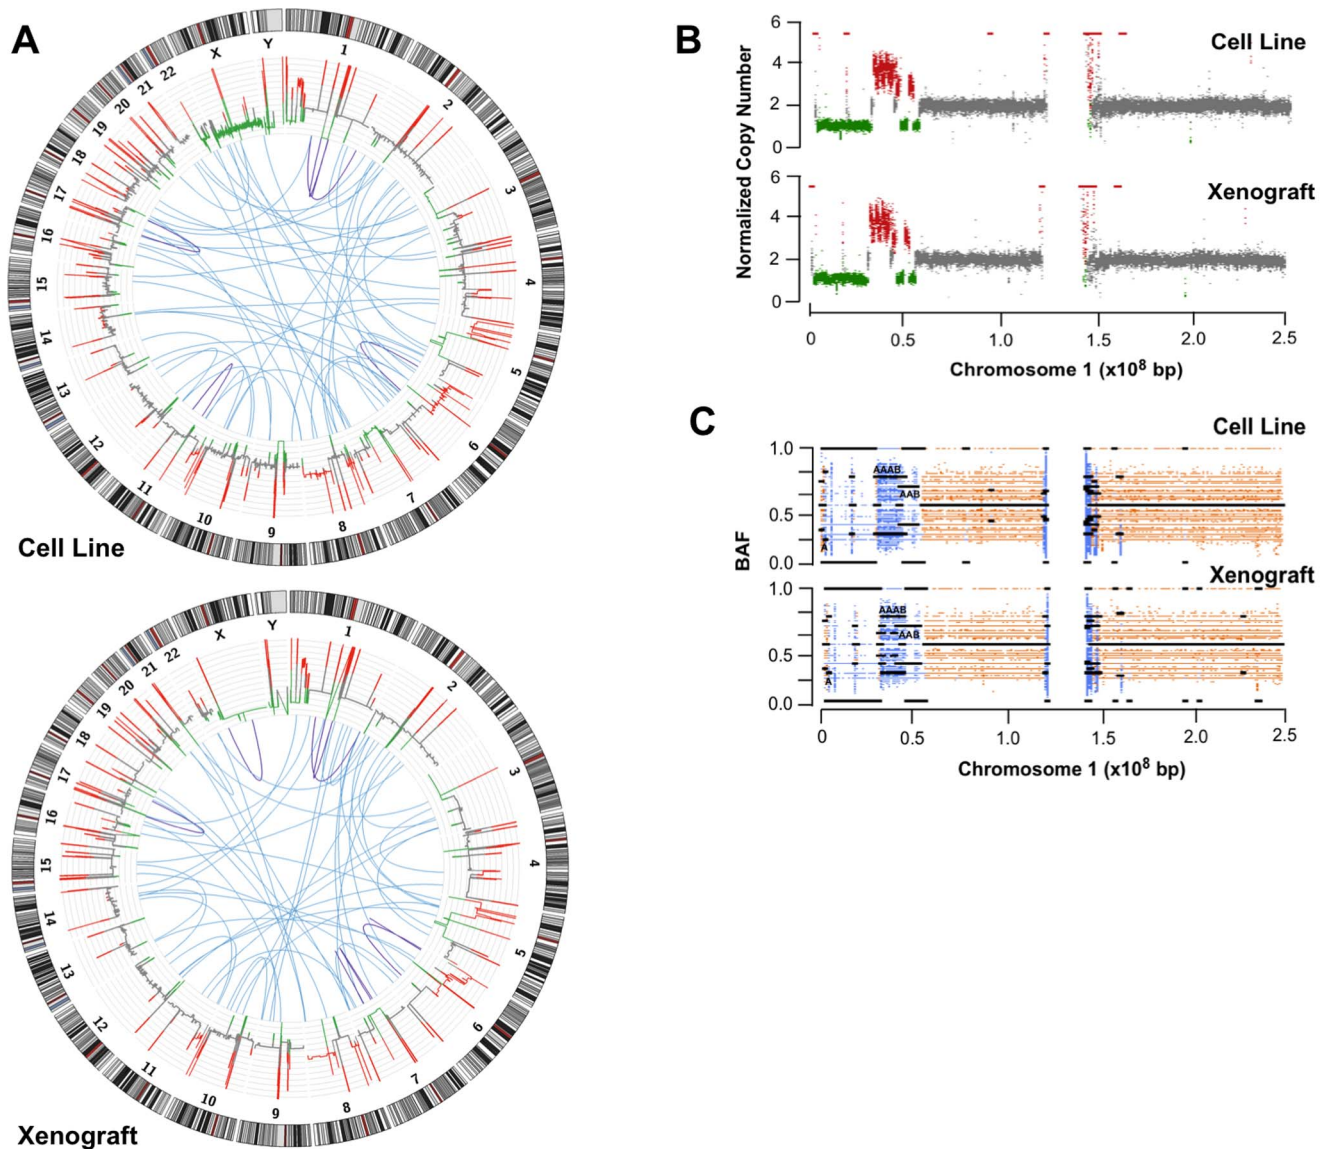 A
1
2
3
4
5
6
7
8
9
10
11
12
13
14
15
16
17
18
19
20
21
22
X
Y
Cell Line
1
2
3
4
5
6
7
8
9
10
11
12
13
14
15
16
17
18
19
20
21
22
X
Y
Xenograft
B
Cell Line
6
4
2
0
Xenograft
6
4
2
0
Normalized Copy Number
0 0.5 1.0 1.5 2.0 2.5
Chromosome 1 (x10⁸ bp)
C
Cell Line
1.0
0.5
0.0
AAAB
AAB
A
BAF
Xenograft
1.0
0.5
0.0
AAAB
AAB
A
0 0.5 1.0 1.5 2.0 2.5
Chromosome 1 (x10⁸ bp)